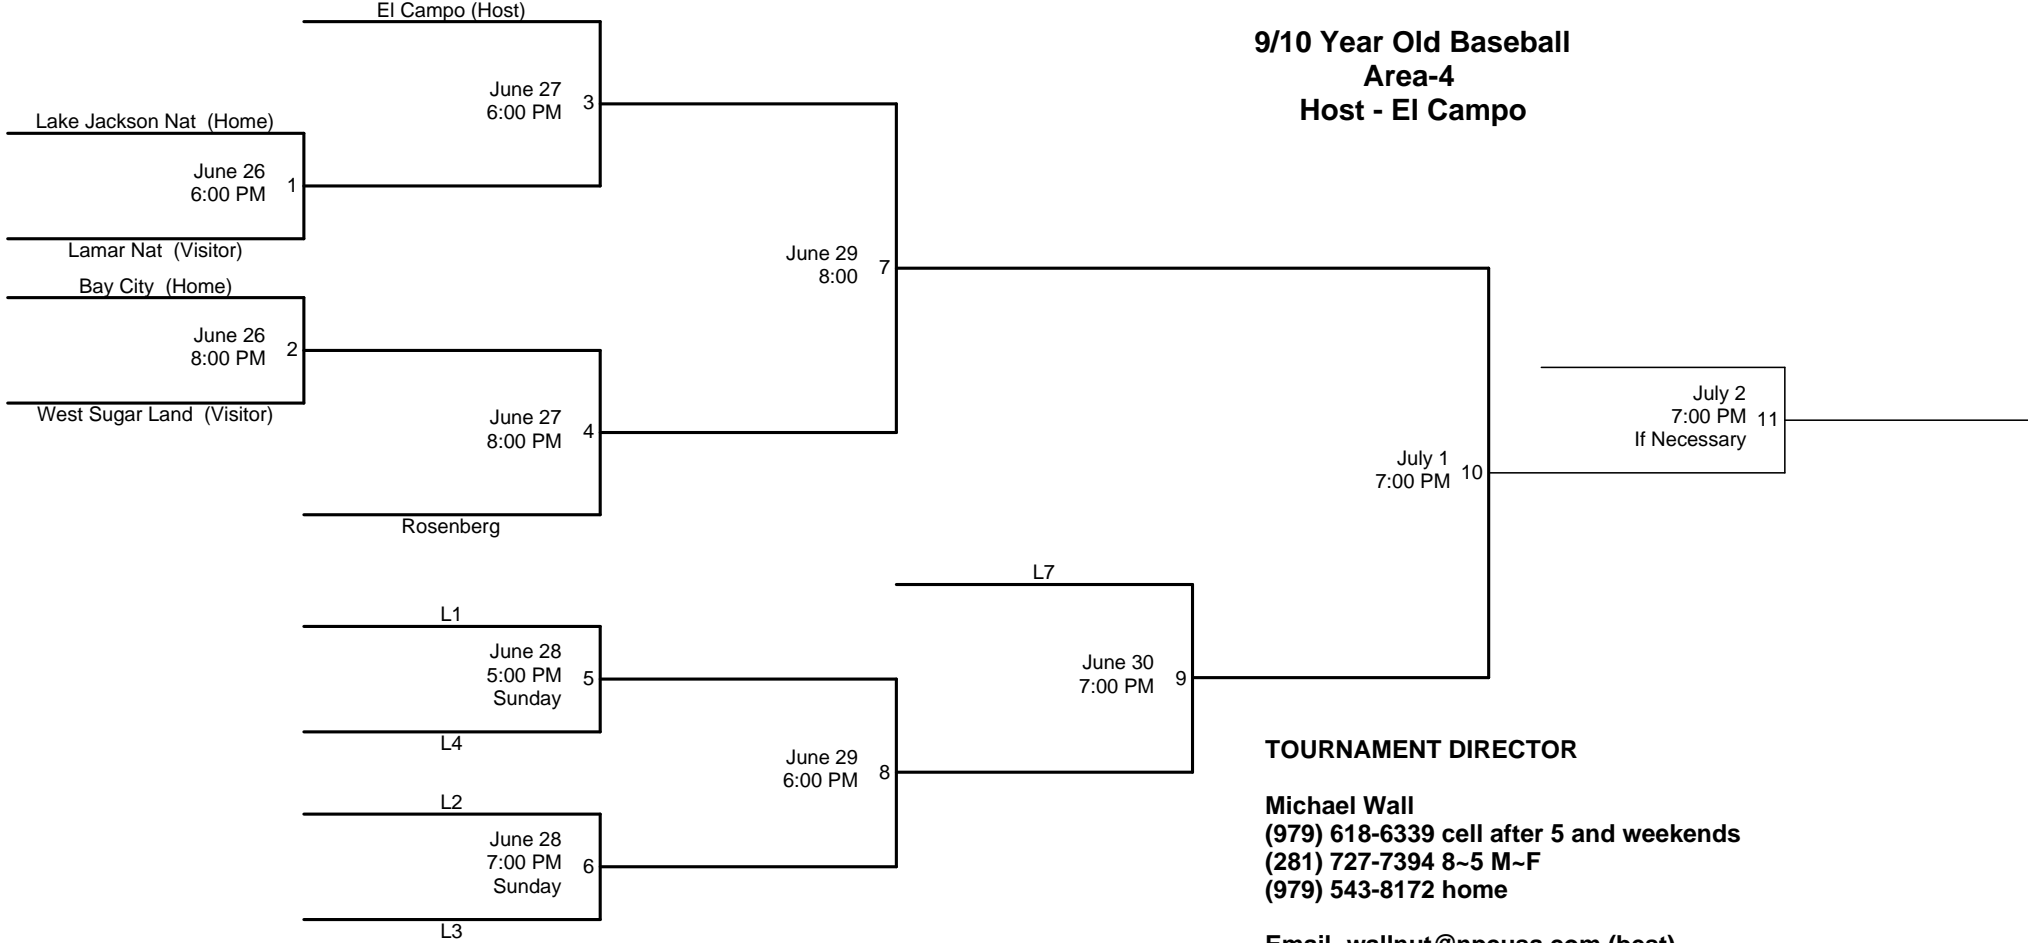 El Campo (Host)
9/10 Year Old Baseball
Area-4
Host - El Campo
June 27
6:00 PM
3
Lake Jackson Nat (Home)
June 26
6:00 PM
1
Lamar Nat (Visitor)
Bay City (Home)
June 29
8:00
7
June 26
8:00 PM
2
West Sugar Land (Visitor)
June 27
8:00 PM
4
July 2
7:00 PM
If Necessary
11
July 1
7:00 PM
10
Rosenberg
L7
L1
June 28
5:00 PM
Sunday
5
L4
June 30
7:00 PM
9
June 29
6:00 PM
8
L2
June 28
7:00 PM
Sunday
6
L3
TOURNAMENT DIRECTOR
Michael Wall
(979) 618-6339 cell after 5 and weekends
(281) 727-7394 8~5 M~F
(979) 543-8172 home